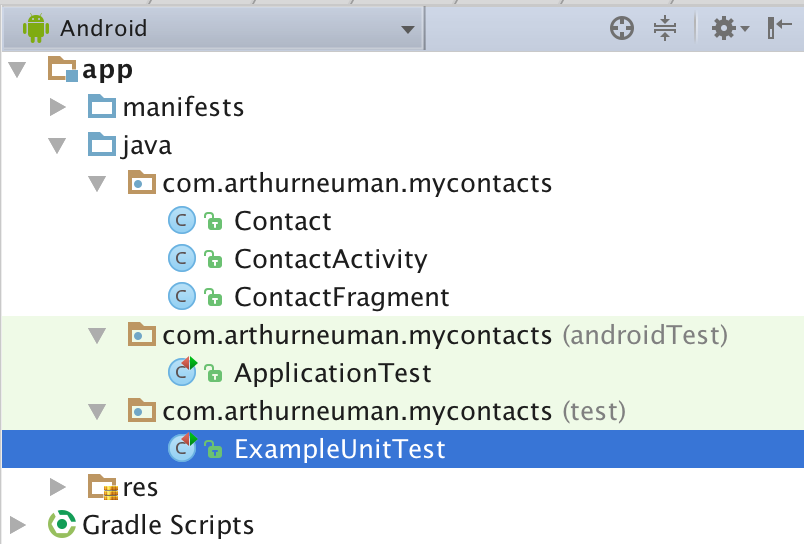 Android
app
manifests
java
com.arthurneuman.mycontacts
C Contact
C ContactActivity
C ContactFragment
com.arthurneuman.mycontacts (androidTest)
C ApplicationTest
com.arthurneuman.mycontacts (test)
C ExampleUnitTest
res
Gradle Scripts